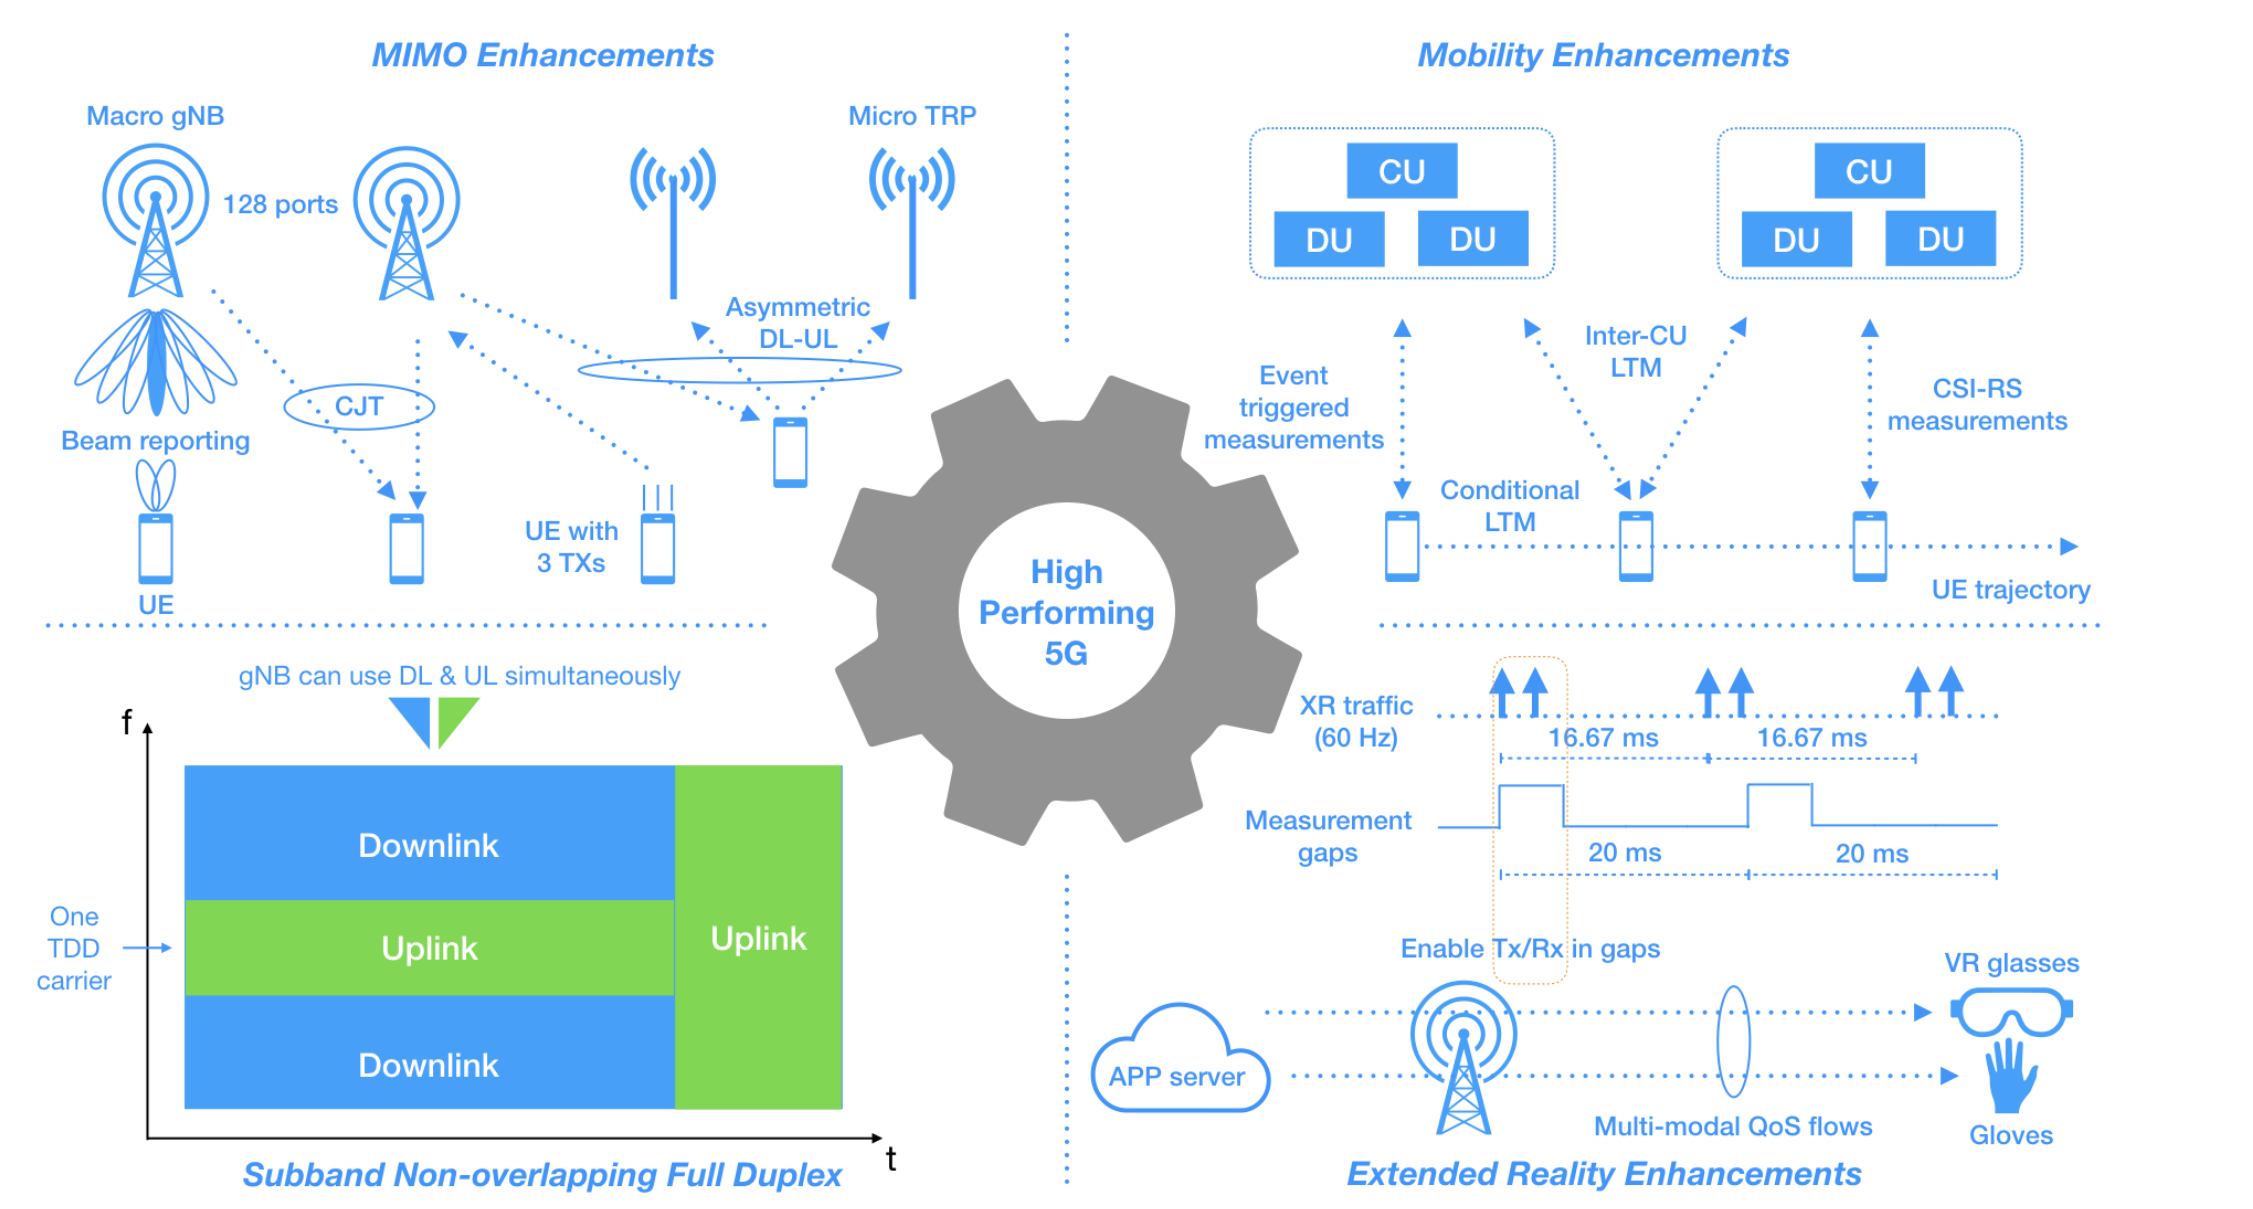 MIMO Enhancements
Macro gNB
128 ports
Micro TRP
Asymmetric
DL-UL
CJT
Beam reporting
UE with
3 TXs
UE
Mobility Enhancements
CU
DU
DU
CU
DU
DU
Inter-CU
LTM
Event
triggered
measurements
CSI-RS
measurements
Conditional
LTM
UE trajectory
High
Performing
5G
gNB can use DL & UL simultaneously
f
Downlink
Uplink
Uplink
Downlink
One
TDD
carrier
t
Subband Non-overlapping Full Duplex
XR traffic
(60 Hz)
16.67 ms
16.67 ms
Measurement
gaps
20 ms
20 ms
Enable Tx/Rx in gaps
VR glasses
APP server
Multi-modal QoS flows
Gloves
Extended Reality Enhancements